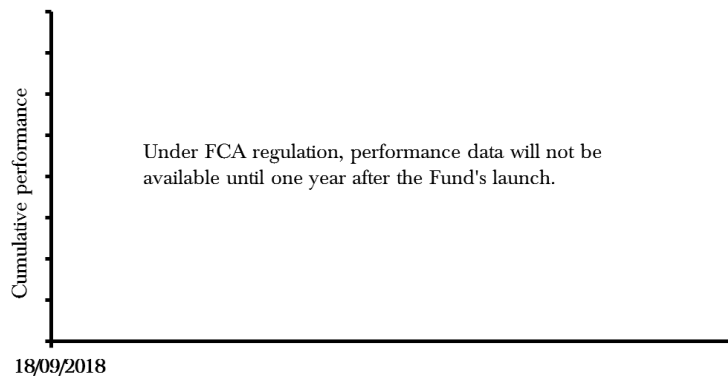 Cumulative performance
Under FCA regulation, performance data will not be
available until one year after the Fund's launch.
18/09/2018